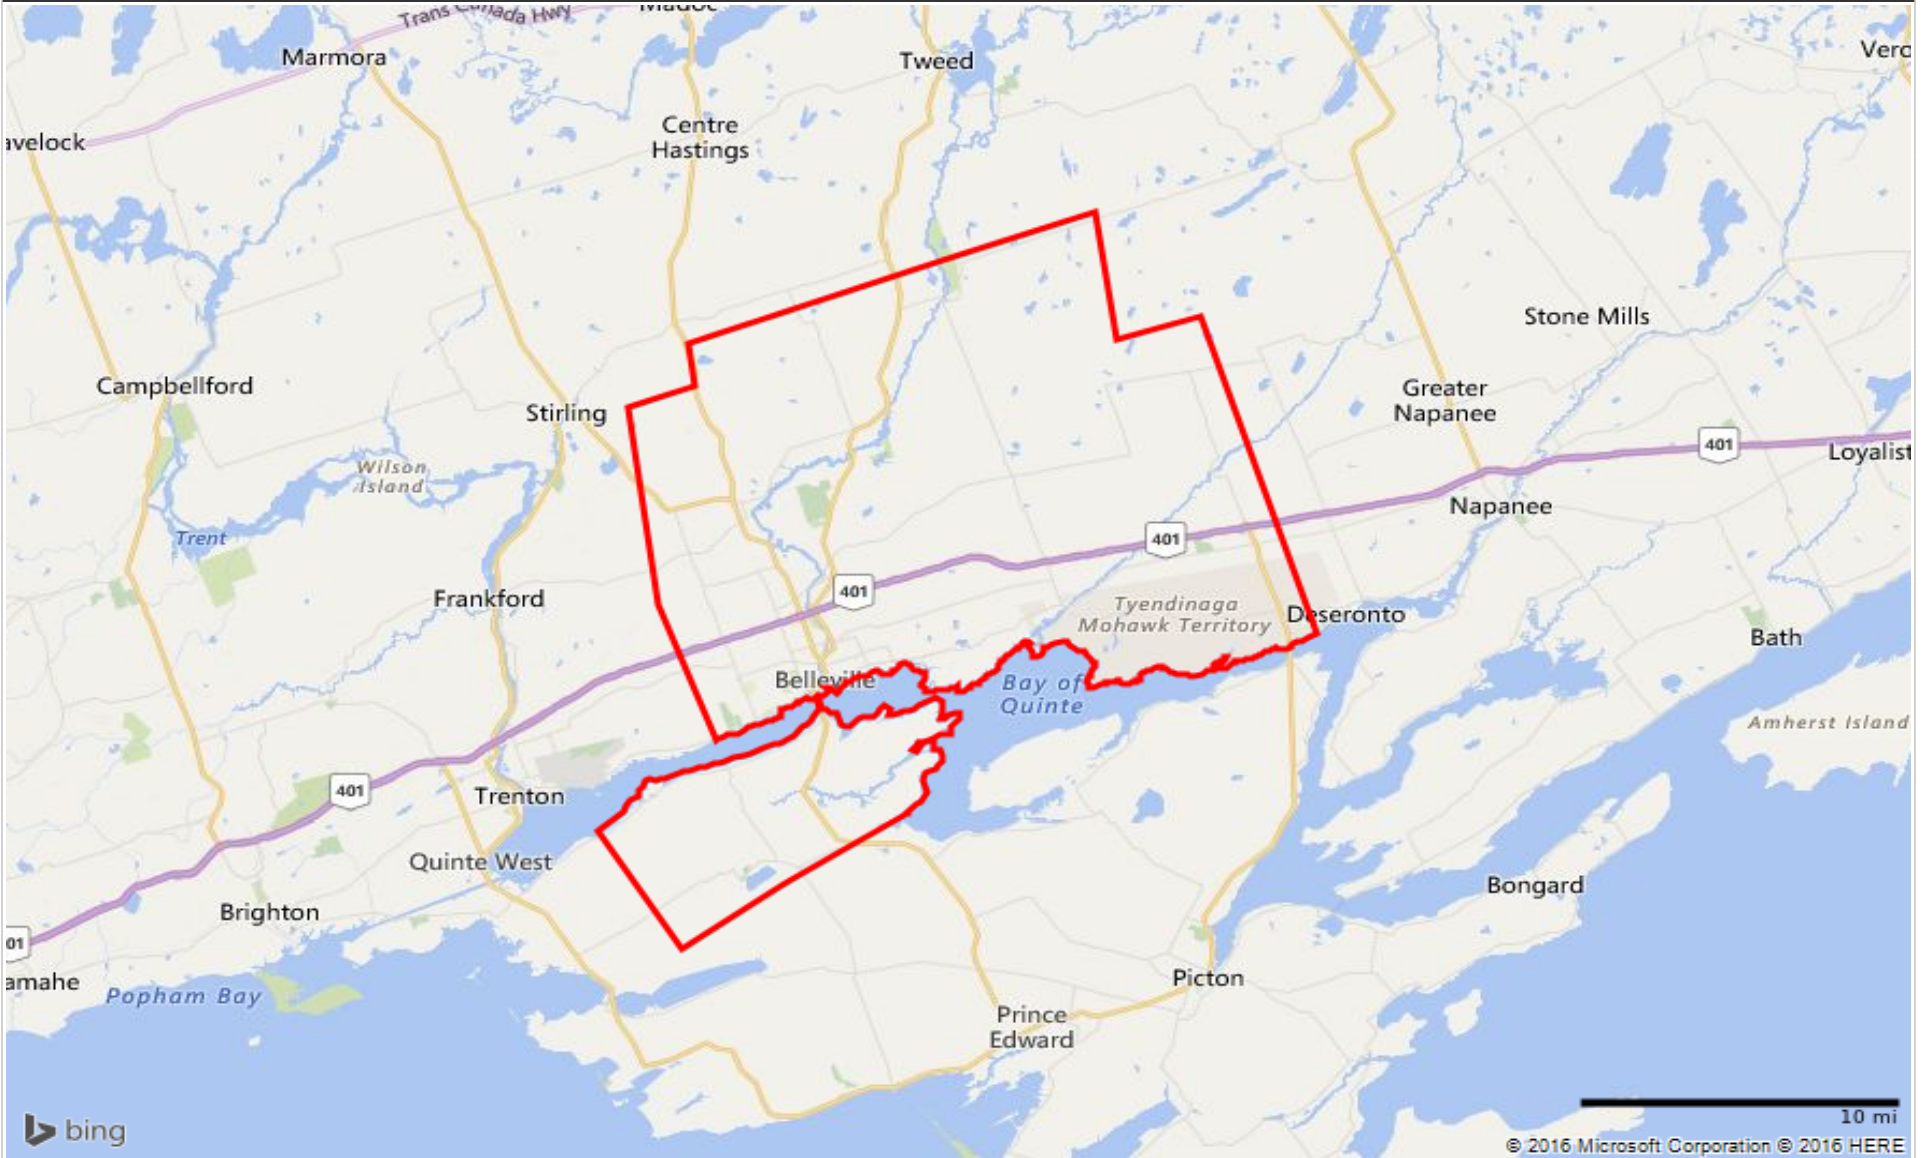 Trans Canada Hwy
Madoc
Marmora
Tweed
Vero
Centre
Hastings
avelock
Stone Mills
Campbellford
Stirling
Greater
Napanee
401
Loyalist
Wilson
Island
Napanee
Trent
401
401
Frankford
Tyendinaga
Mohawk Territory
Deseronto
Bath
Belleville
Bay of
Quinte
Amherst Island
401
Trenton
Quinte West
Bongard
Brighton
01
Picton
amahe
Popham Bay
Prince
Edward
10 mi
bing
© 2016 Microsoft Corporation © 2016 HERE